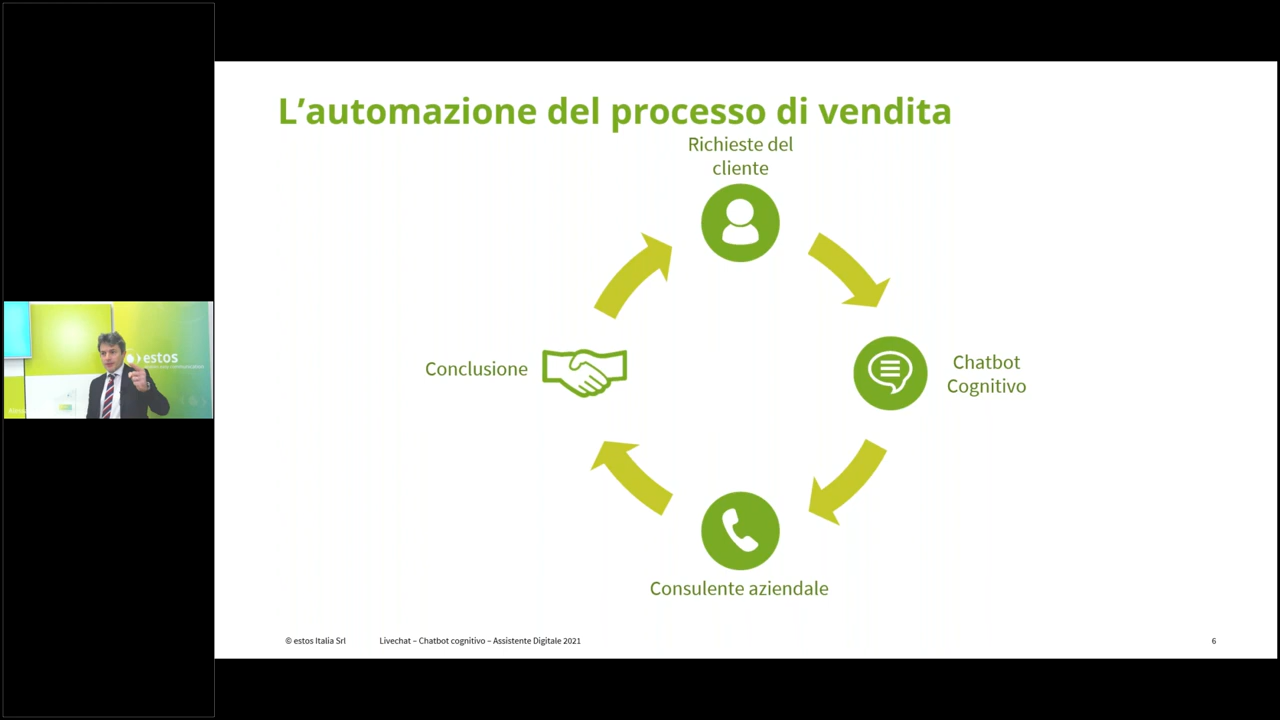 L'automazione del processo di vendita
Richieste del
cliente
Chatbot
Cognitivo
Conclusione
Consulente aziendale
© estos Italia Srl
Livechat – Chatbot cognitivo – Assistente Digitale 2021
6
estos